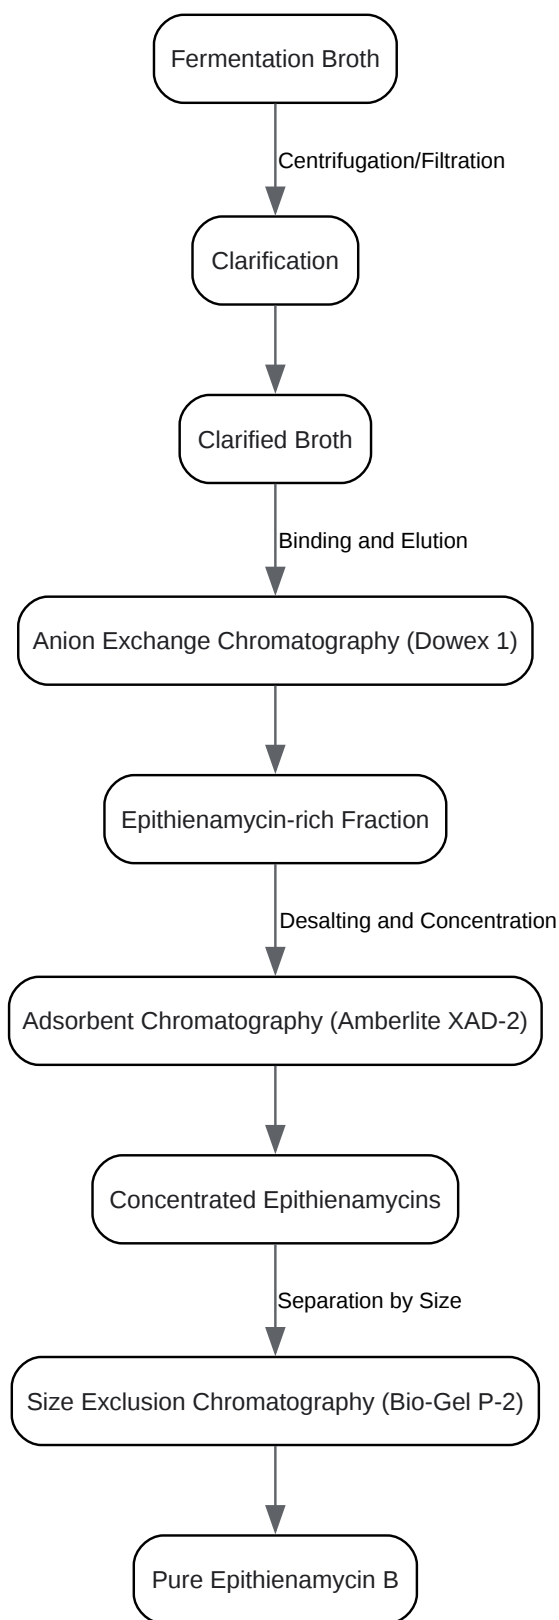 Fermentation Broth
Centrifugation/Filtration
Clarification
Clarified Broth
Binding and Elution
Anion Exchange Chromatography (Dowex 1)
Epithienamycin-rich Fraction
Desalting and Concentration
Adsorbent Chromatography (Amberlite XAD-2)
Concentrated Epithienamycins
Separation by Size
Size Exclusion Chromatography (Bio-Gel P-2)
Pure Epithienamycin B